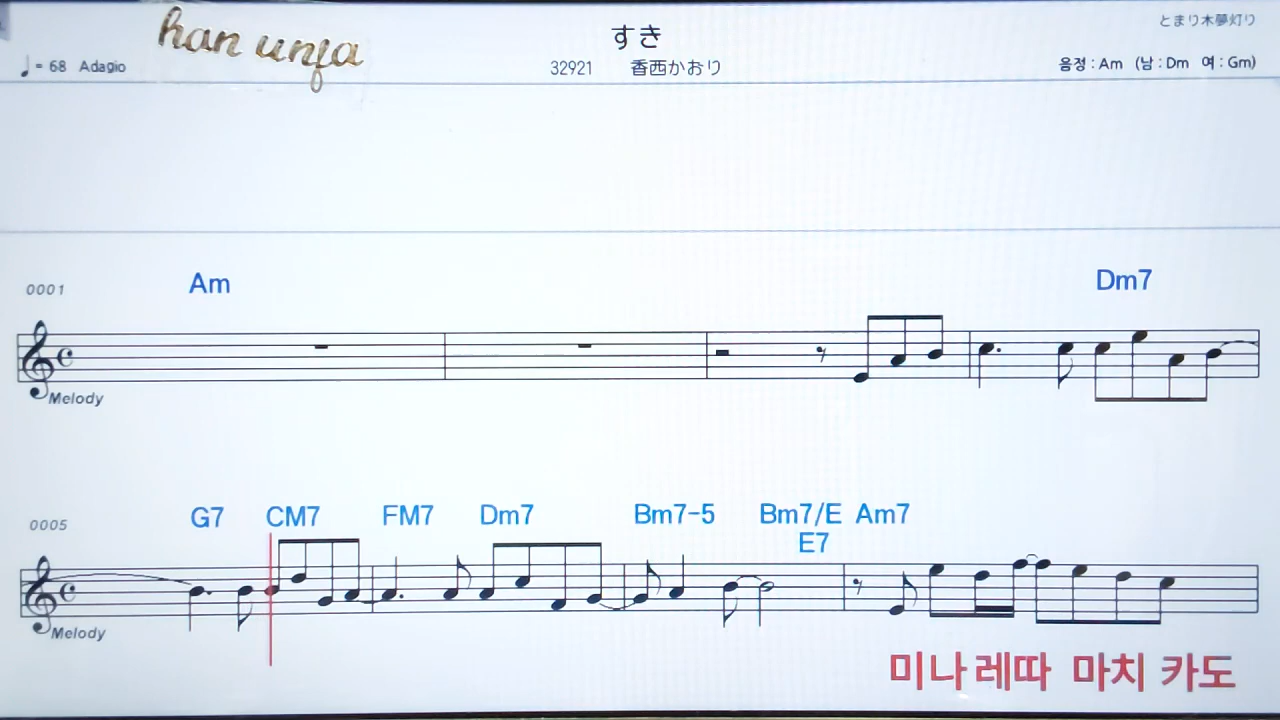 han unja
すき
とまり木夢灯り
♩= 68 Adagio
32921 香西かおり
음정 : Am (남 : Dm 여 : Gm)
0001 Am Dm7
Melody
0005 G7 CM7 FM7 Dm7 Bm7-5 Bm7/E Am7
E7
Melody
미나레따 마치 카도